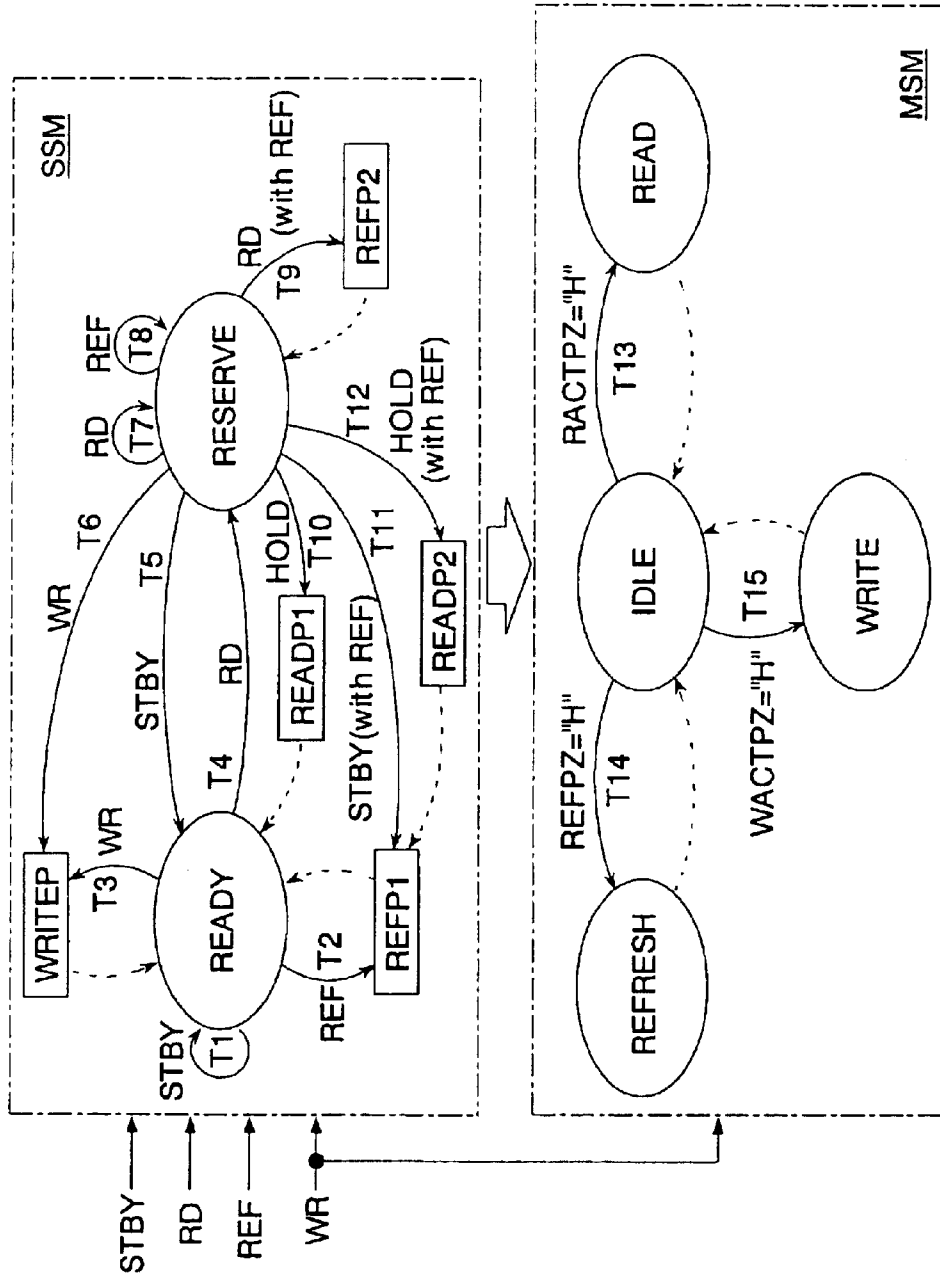 SSM
STBY
RD
REF
WR
WRITEP
T3
WR
WR
T6
STBY
T1
READY
STBY
T5
T4
RD
RD
T7
REF
T8
RESERVE
RD
(with REF)
T9
REFP2
REF
T2
REFP1
READP1
HOLD
T10
STBY(with REF)
T11
READP2
T12
HOLD
(with REF)
MSM
REFRESH
REFPZ="H"
T14
IDLE
RACTPZ="H"
T13
READ
WACTPZ="H"
T15
WRITE